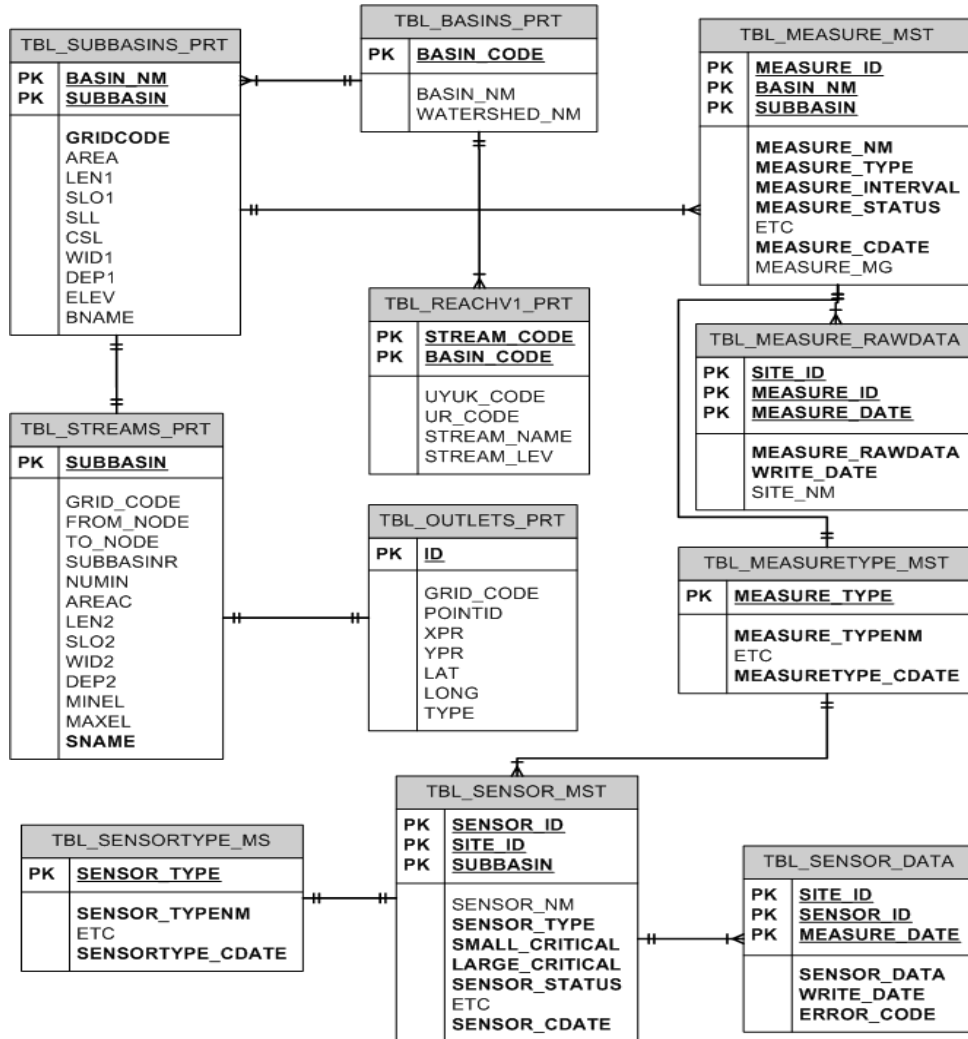 TBL_SUBBASINS_PRT
PK BASIN_NM
PK SUBBASIN
GRIDCODE
AREA
LEN1
SLO1
SLL
CSL
WID1
DEP1
ELEV
BNAME
TBL_BASINS_PRT
PK BASIN_CODE
BASIN_NM
WATERSHED_NM
TBL_MEASURE_MST
PK MEASURE_ID
PK BASIN_NM
PK SUBBASIN
MEASURE_NM
MEASURE_TYPE
MEASURE_INTERVAL
MEASURE_STATUS
ETC
MEASURE_CDATE
MEASURE_MG
TBL_REACHV1_PRT
PK STREAM_CODE
PK BASIN_CODE
UYUK_CODE
UR_CODE
STREAM_NAME
STREAM_LEV
TBL_MEASURE_RAWDATA
PK SITE_ID
PK MEASURE_ID
PK MEASURE_DATE
MEASURE_RAWDATA
WRITE_DATE
SITE_NM
TBL_STREAMS_PRT
PK SUBBASIN
GRID_CODE
FROM_NODE
TO_NODE
SUBBASINR
NUMIN
AREAC
LEN2
SLO2
WID2
DEP2
MINEL
MAXEL
SNAME
TBL_OUTLETS_PRT
PK ID
GRID_CODE
POINTID
XPR
YPR
LAT
LONG
TYPE
TBL_MEASURETYPE_MST
PK MEASURE_TYPE
MEASURE_TYPENM
ETC
MEASURETYPE_CDATE
TBL_SENSORTYPE_MS
PK SENSOR_TYPE
SENSOR_TYPENM
ETC
SENSORTYPE_CDATE
TBL_SENSOR_MST
PK SENSOR_ID
PK SITE_ID
PK SUBBASIN
SENSOR_NM
SENSOR_TYPE
SMALL_CRITICAL
LARGE_CRITICAL
SENSOR_STATUS
ETC
SENSOR_CDATE
TBL_SENSOR_DATA
PK SITE_ID
PK SENSOR_ID
PK MEASURE_DATE
SENSOR_DATA
WRITE_DATE
ERROR_CODE